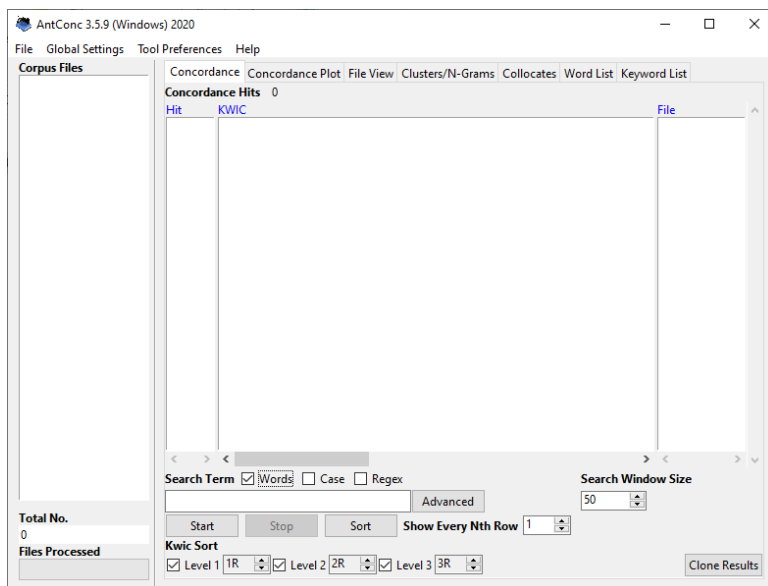 AntConc 3.5.9 (Windows) 2020
File Global Settings Tool Preferences Help
Corpus Files
Concordance Concordance Plot File View Clusters/N-Grams Collocates Word List Keyword List
Concordance Hits 0
Hit KWIC File
Search Term Words Case Regex Search Window Size
Advanced 50
Total No.
0
Start Stop Sort Show Every Nth Row 1
Files Processed
Kwic Sort
Level 1 1R Level 2 2R Level 3 3R Clone Results